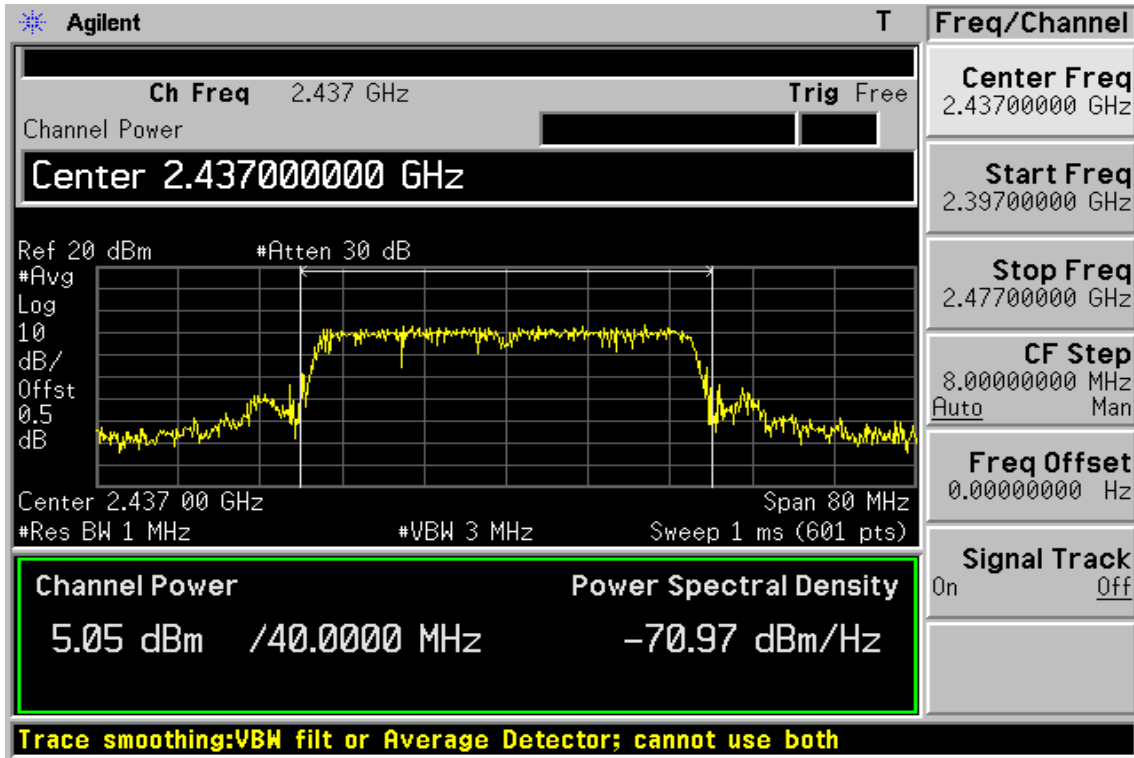 Agilent T
Ch Freq 2.437 GHz Trig Free
Channel Power
Center 2.437000000 GHz
Ref 20 dBm #Atten 30 dB
#Avg
Log
10
dB/
Offst
0.5
dB
Center 2.437 00 GHz Span 80 MHz
#Res BW 1 MHz #VBW 3 MHz Sweep 1 ms (601 pts)
Channel Power Power Spectral Density
5.05 dBm /40.0000 MHz -70.97 dBm/Hz
Trace smoothing:VBW filt or Average Detector; cannot use both
Freq/Channel
Center Freq
2.43700000 GHz
Start Freq
2.39700000 GHz
Stop Freq
2.47700000 GHz
CF Step
8.00000000 MHz
Auto Man
Freq Offset
0.00000000 Hz
Signal Track
On Off